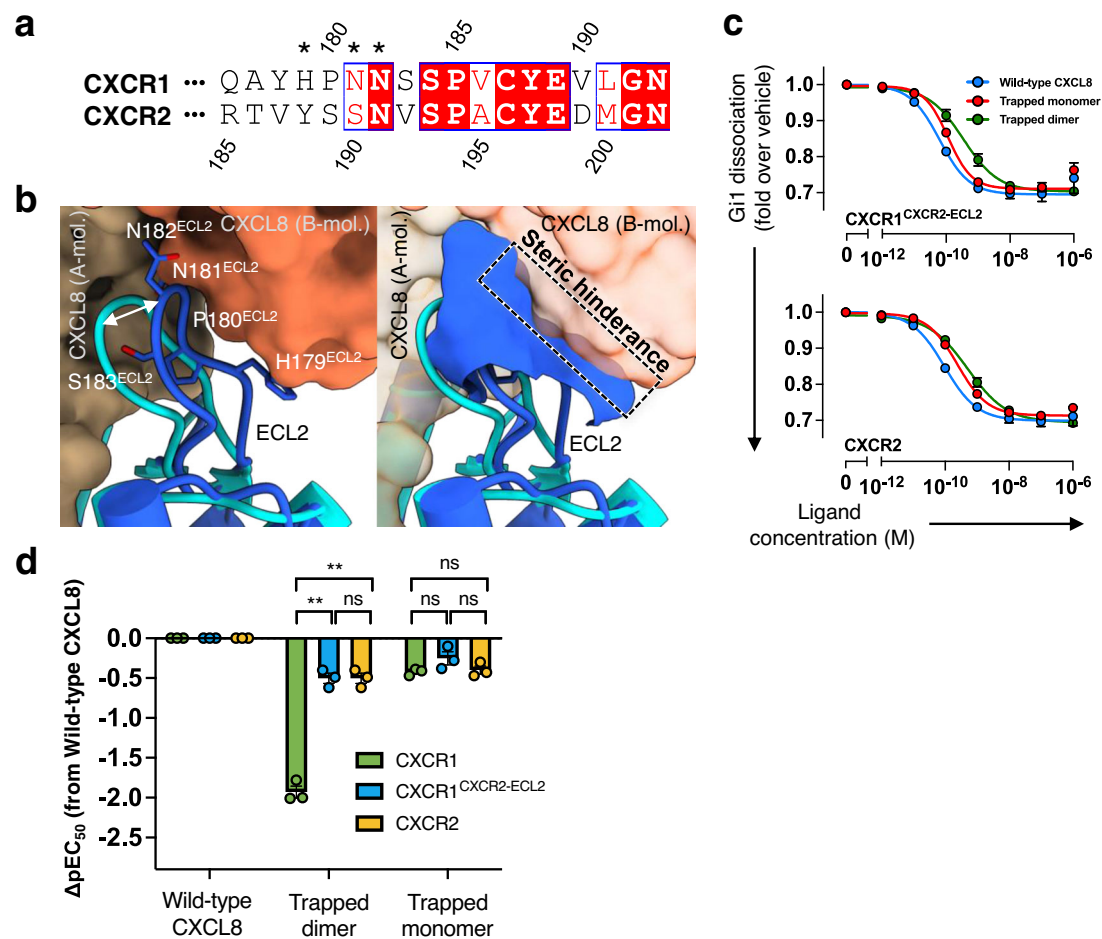 a
180 185 190
* * *
CXCR1 ••• Q A Y H P N N S S P V C Y E V L G N
CXCR2 ••• R T V Y S S N V S P A C Y E D M G N
185 190 195 200
b
CXCL8 (A-mol.)
N182ECL2
CXCL8 (B-mol.)
N181ECL2
P180ECL2
H179ECL2
S183ECL2
ECL2
CXCL8 (A-mol.)
CXCL8 (B-mol.)
Steric hinderance
ECL2
c
Gi1 dissociation
(fold over vehicle)
1.0
0.9
0.8
0.7
Wild-type CXCL8
Trapped monomer
Trapped dimer
CXCR1CXCR2-ECL2
0 10-12 10-10 10-8 10-6
1.0
0.9
0.8
0.7
CXCR2
0 10-12 10-10 10-8 10-6
Ligand
concentration (M)
d
ΔpEC50 (from Wild-type CXCL8)
0.0
-0.5
-1.0
-1.5
-2.0
-2.5
**
** ns
ns
ns ns
CXCR1
CXCR1CXCR2-ECL2
CXCR2
Wild-type
CXCL8
Trapped
dimer
Trapped
monomer